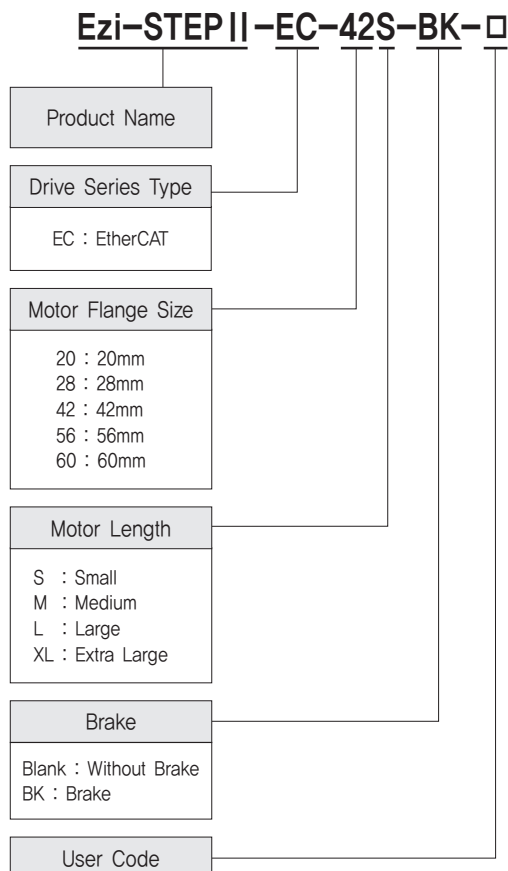 Ezi-STEPII-EC-42S-BK-□
Product Name
Drive Series Type
EC : EtherCAT
Motor Flange Size
20 : 20mm
28 : 28mm
42 : 42mm
56 : 56mm
60 : 60mm
Motor Length
S : Small
M : Medium
L : Large
XL : Extra Large
Brake
Blank : Without Brake
BK : Brake
User Code